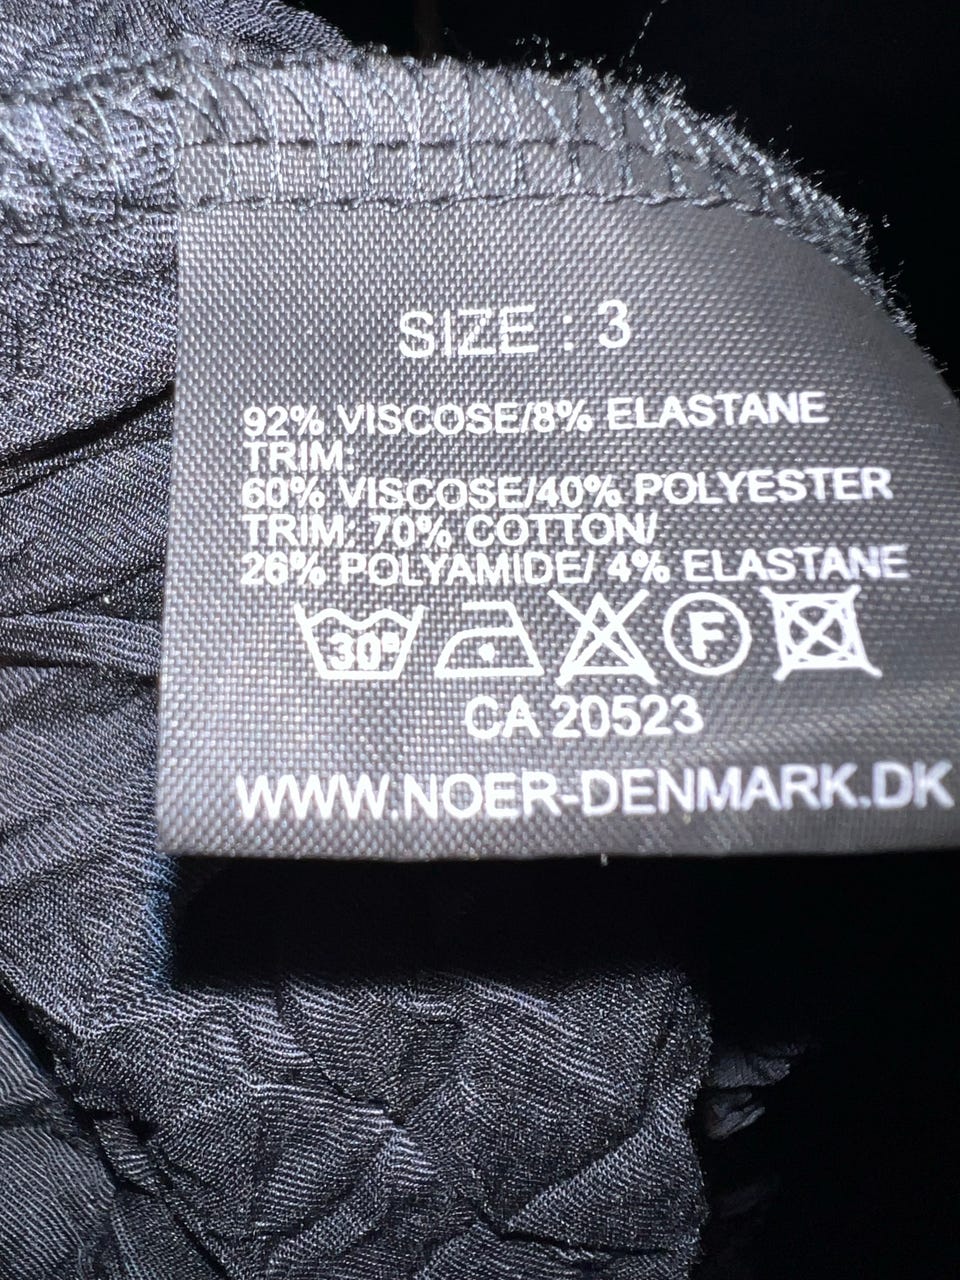 SIZE : 3
92% VISCOSE/8% ELASTANE
TRIM:
60% VISCOSE/40% POLYESTER
TRIM: 70% COTTON/
26% POLYAMIDE/ 4% ELASTANE
30° F
CA 20523
WWW.NOER-DENMARK.DK